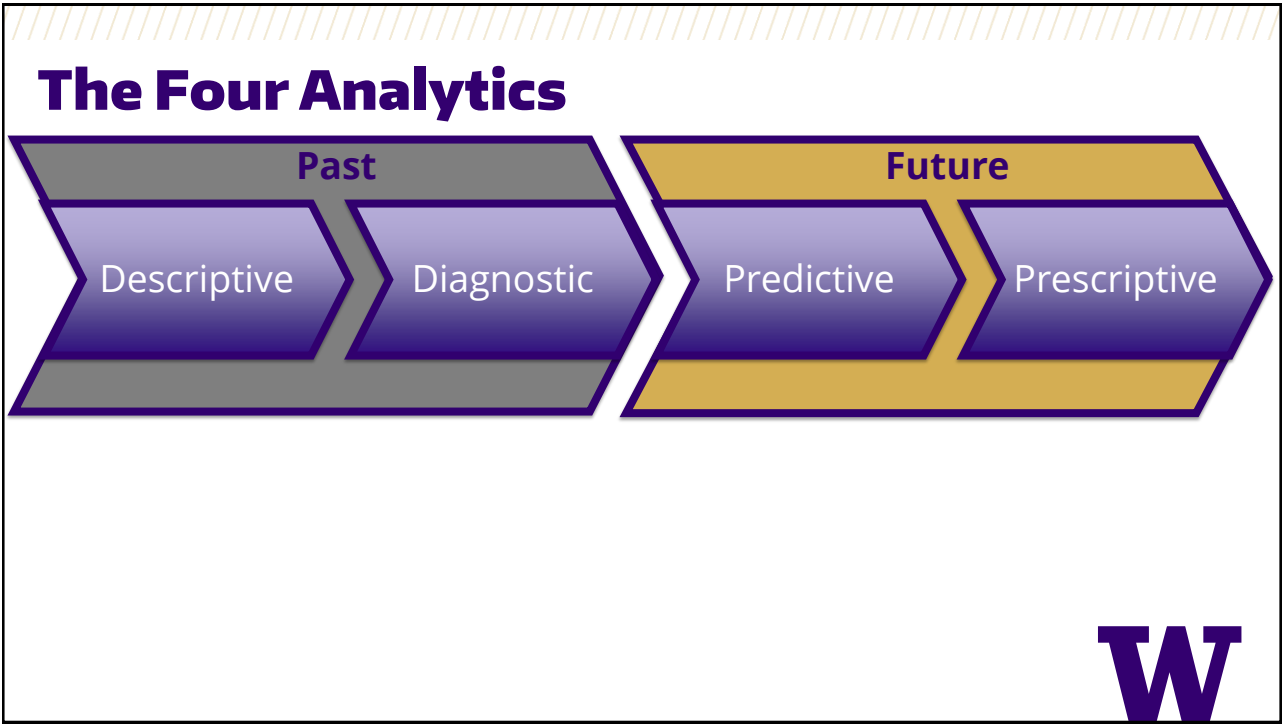 The Four Analytics
Past
Future
Descriptive
Diagnostic
Predictive
Prescriptive
W